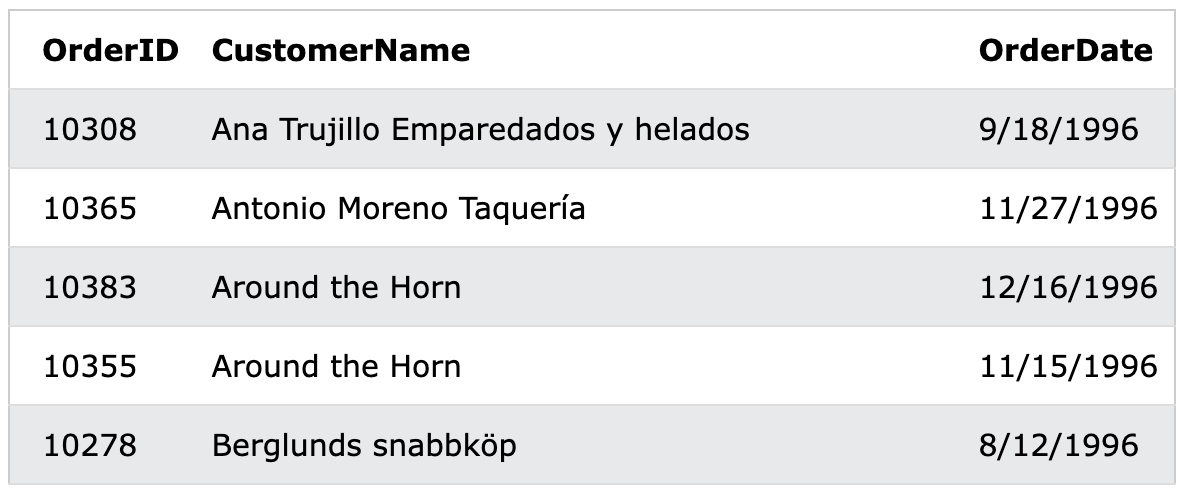 OrderID CustomerName OrderDate
10308 Ana Trujillo Emparedados y helados 9/18/1996
10365 Antonio Moreno Taquería 11/27/1996
10383 Around the Horn 12/16/1996
10355 Around the Horn 11/15/1996
10278 Berglunds snabbköp 8/12/1996